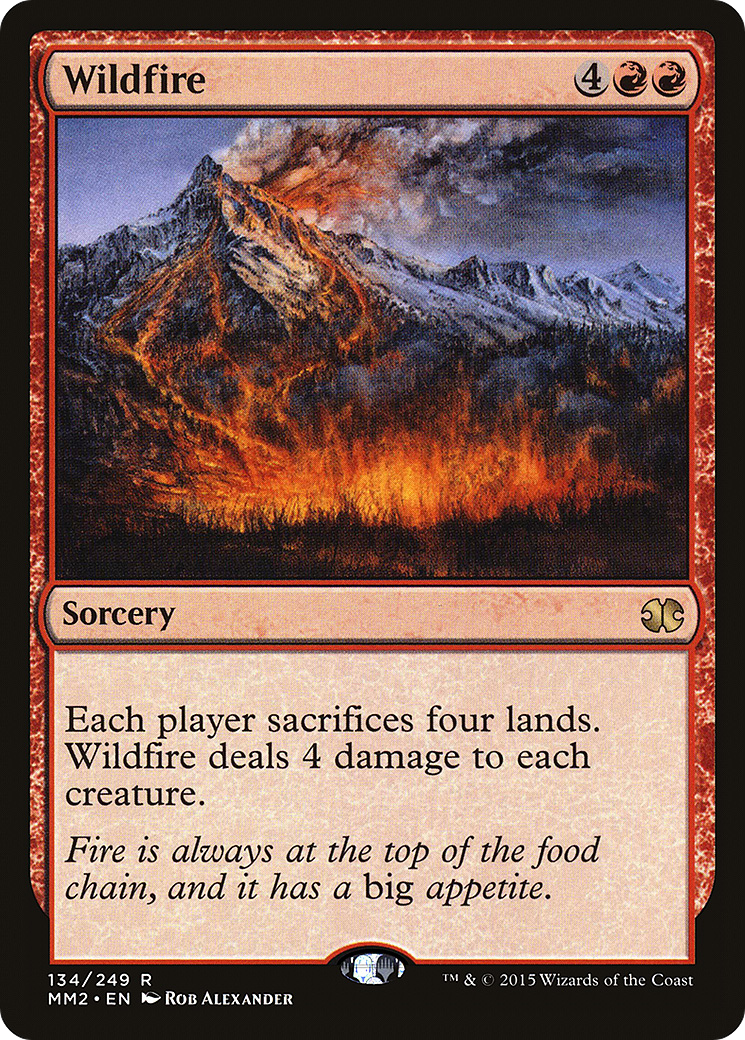 Wildfire 4
Sorcery
Each player sacrifices four lands.
Wildfire deals 4 damage to each
creature.
Fire is always at the top of the food
chain, and it has a big appetite.
134/249 R
MM2 • EN Rob Alexander
™ & © 2015 Wizards of the Coast